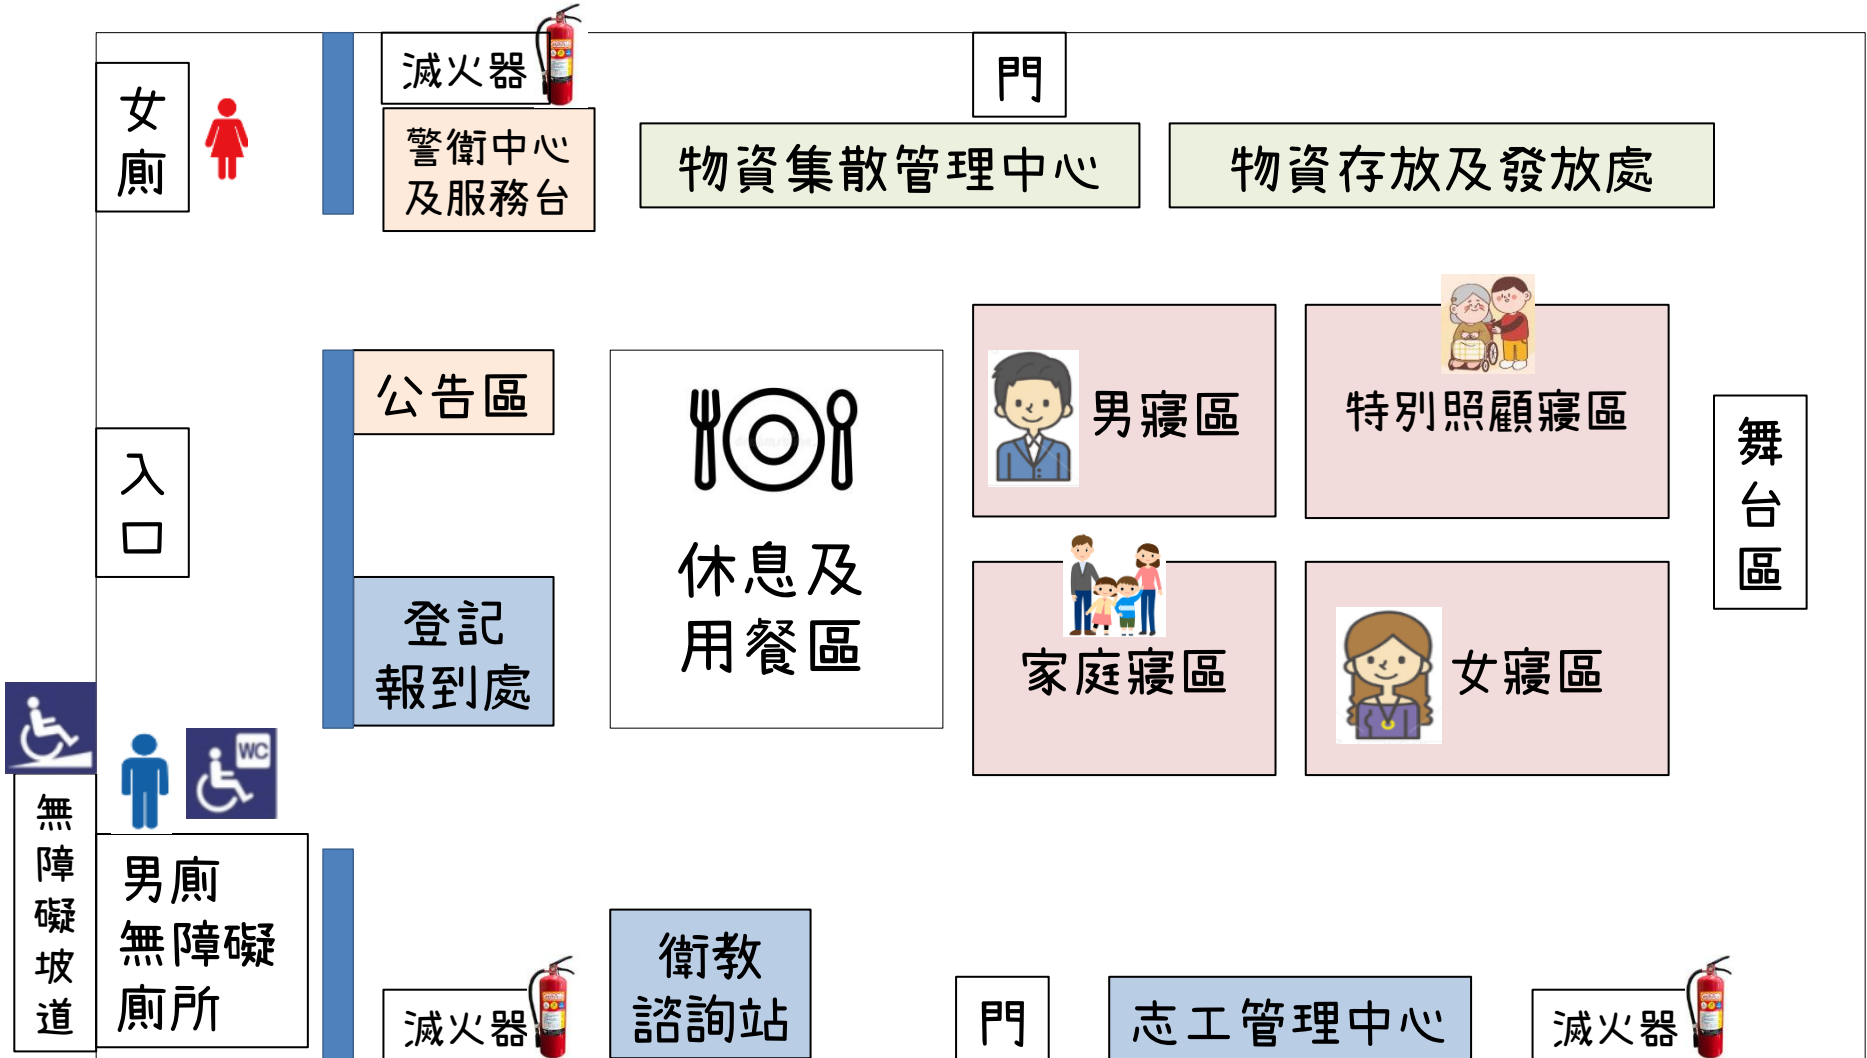 滅火器
門
女
廁
警衛中心
及服務台
物資集散管理中心
物資存放及發放處
公告區
男寢區
特別照顧寢區
舞
台
區
入
口
休息及
用餐區
登記
報到處
家庭寢區
女寢區
WC
無
障
礙
坡
道
男廁
無障礙
廁所
衛教
諮詢站
滅火器
門
志工管理中心
滅火器